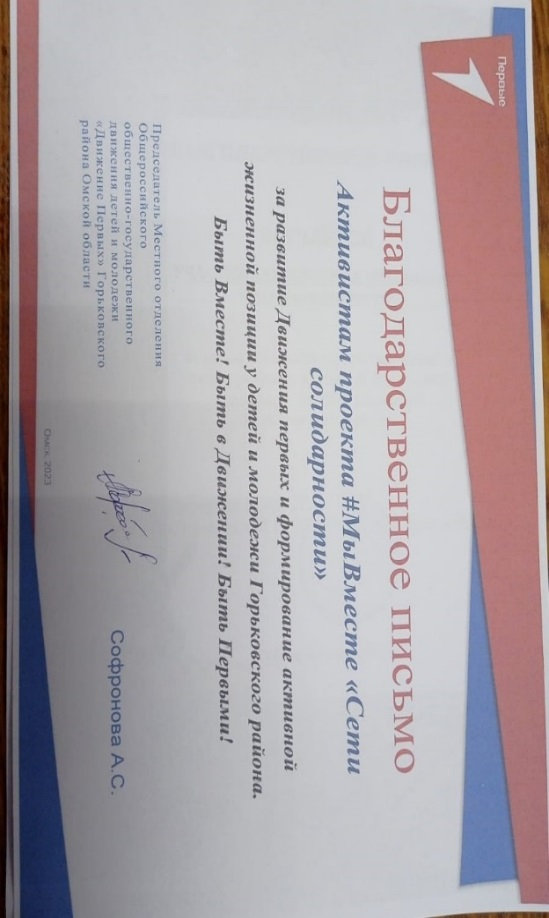 Первые
Благодарственное письмо
Активистам проекта #МыВместе «Сети
солидарности»
за развитие Движения первых и формирование активной
жизненной позиции у детей и молодежи Горьковского района.
Быть Вместе! Быть в Движении! Быть Первыми!
Председатель Местного отделения
Общероссийского
общественно-государственного
движения детей и молодежи
«Движение Первых» Горьковского
района Омской области
Софронова А.С.
Омск, 2023